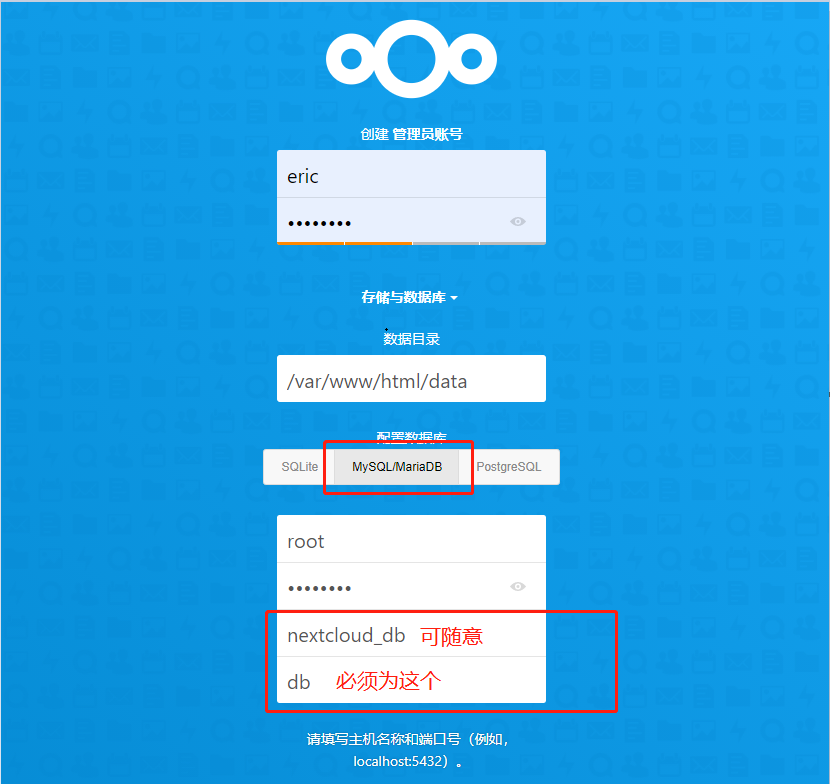 创建 管理员账号
eric
••••••••
存储与数据库
数据目录
/var/www/html/data
配置数据库
SQLite MySQL/MariaDB PostgreSQL
root
••••••••
nextcloud_db 可随意
db 必须为这个
请填写主机名称和端口号（例如，
localhost:5432）。